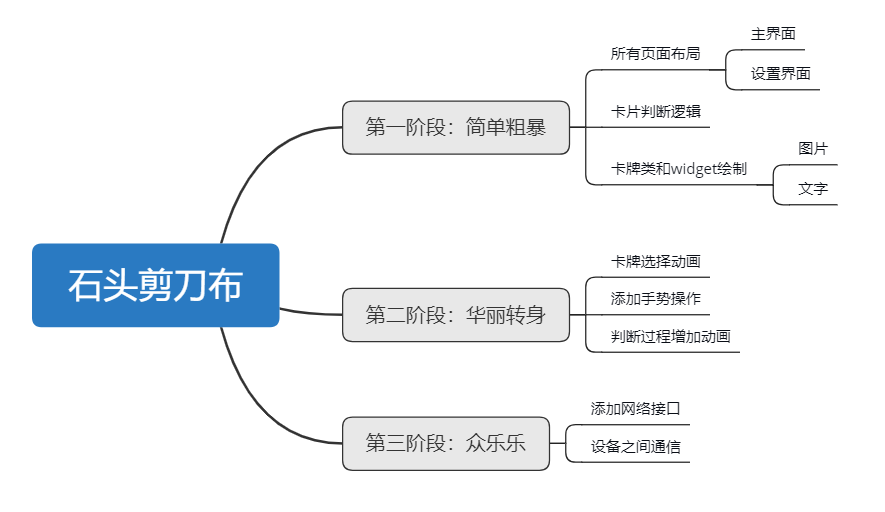 石头剪刀布
第一阶段：简单粗暴
所有页面布局
主界面
设置界面
卡片判断逻辑
卡牌类和widget绘制
图片
文字
第二阶段：华丽转身
卡牌选择动画
添加手势操作
判断过程增加动画
第三阶段：众乐乐
添加网络接口
设备之间通信